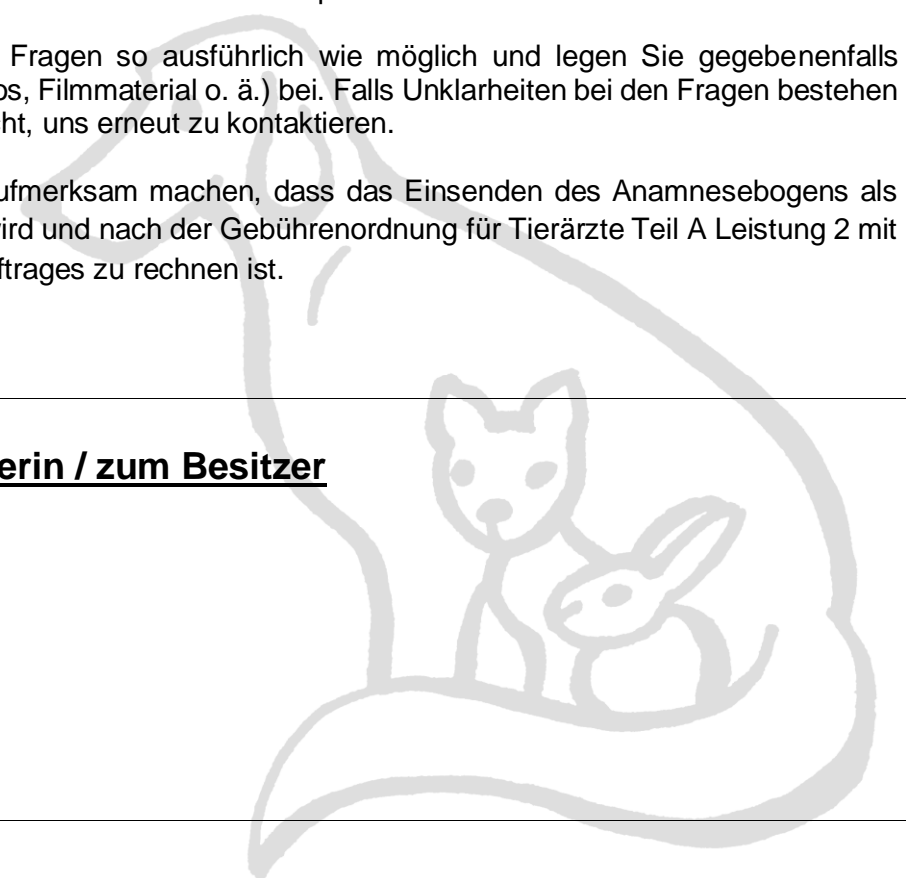 Fragen so ausführlich wie möglich und legen Sie gegebenenfalls
os, Filmmaterial o. ä.) bei. Falls Unklarheiten bei den Fragen bestehen
cht, uns erneut zu kontaktieren.
ufmerksam machen, dass das Einsenden des Anamnesebogens als
wird und nach der Gebührenordnung für Tierärzte Teil A Leistung 2 mit
ftrages zu rechnen ist.
erin / zum Besitzer